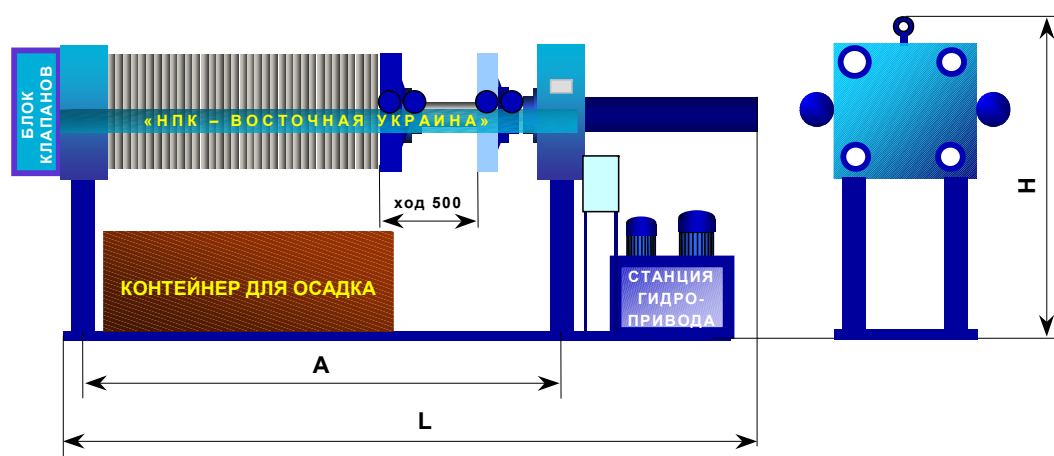 БЛОК
КЛАПАНОВ
«НПК – ВОСТОЧНАЯ УКРАИНА»
ход 500
КОНТЕЙНЕР ДЛЯ ОСАДКА
СТАНЦИЯ
ГИДРО-
ПРИВОДА
A
L
H